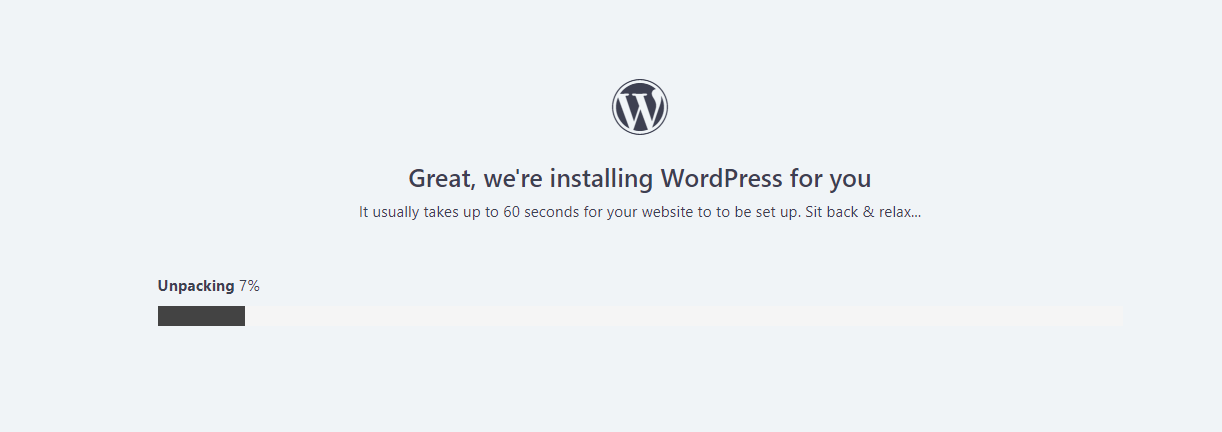 Great, we're installing WordPress for you
It usually takes up to 60 seconds for your website to to be set up. Sit back & relax...
Unpacking 7%